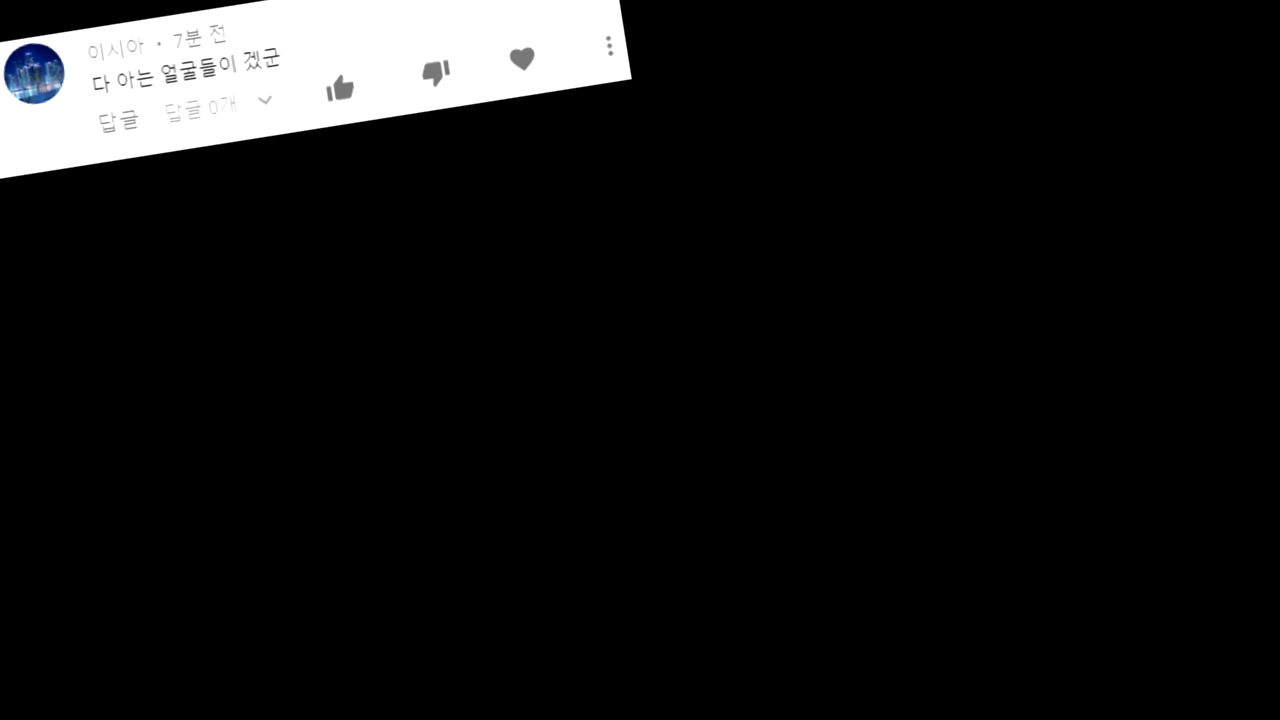 이시아 · 7분 전
다 아는 얼굴들이 겠군
답글 답글 0개